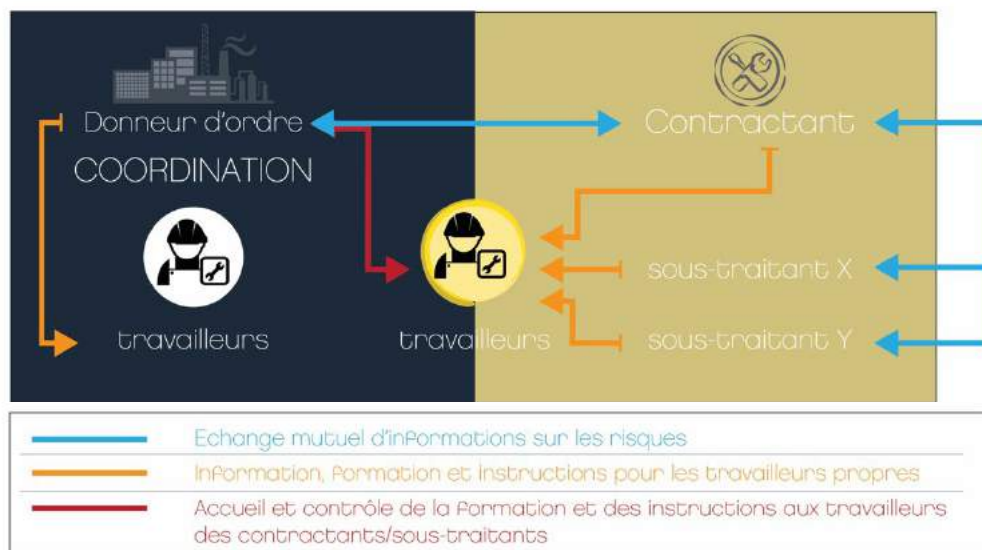 Donneur d'ordre
Contractant
COORDINATION
sous-traitant X
travailleurs
travailleurs
sous-traitant Y
Echange mutuel d'informations sur les risques
Information, formation et instructions pour les travailleurs propres
Accueil et contrôle de la formation et des instructions aux travailleurs
des contractants/sous-traitants